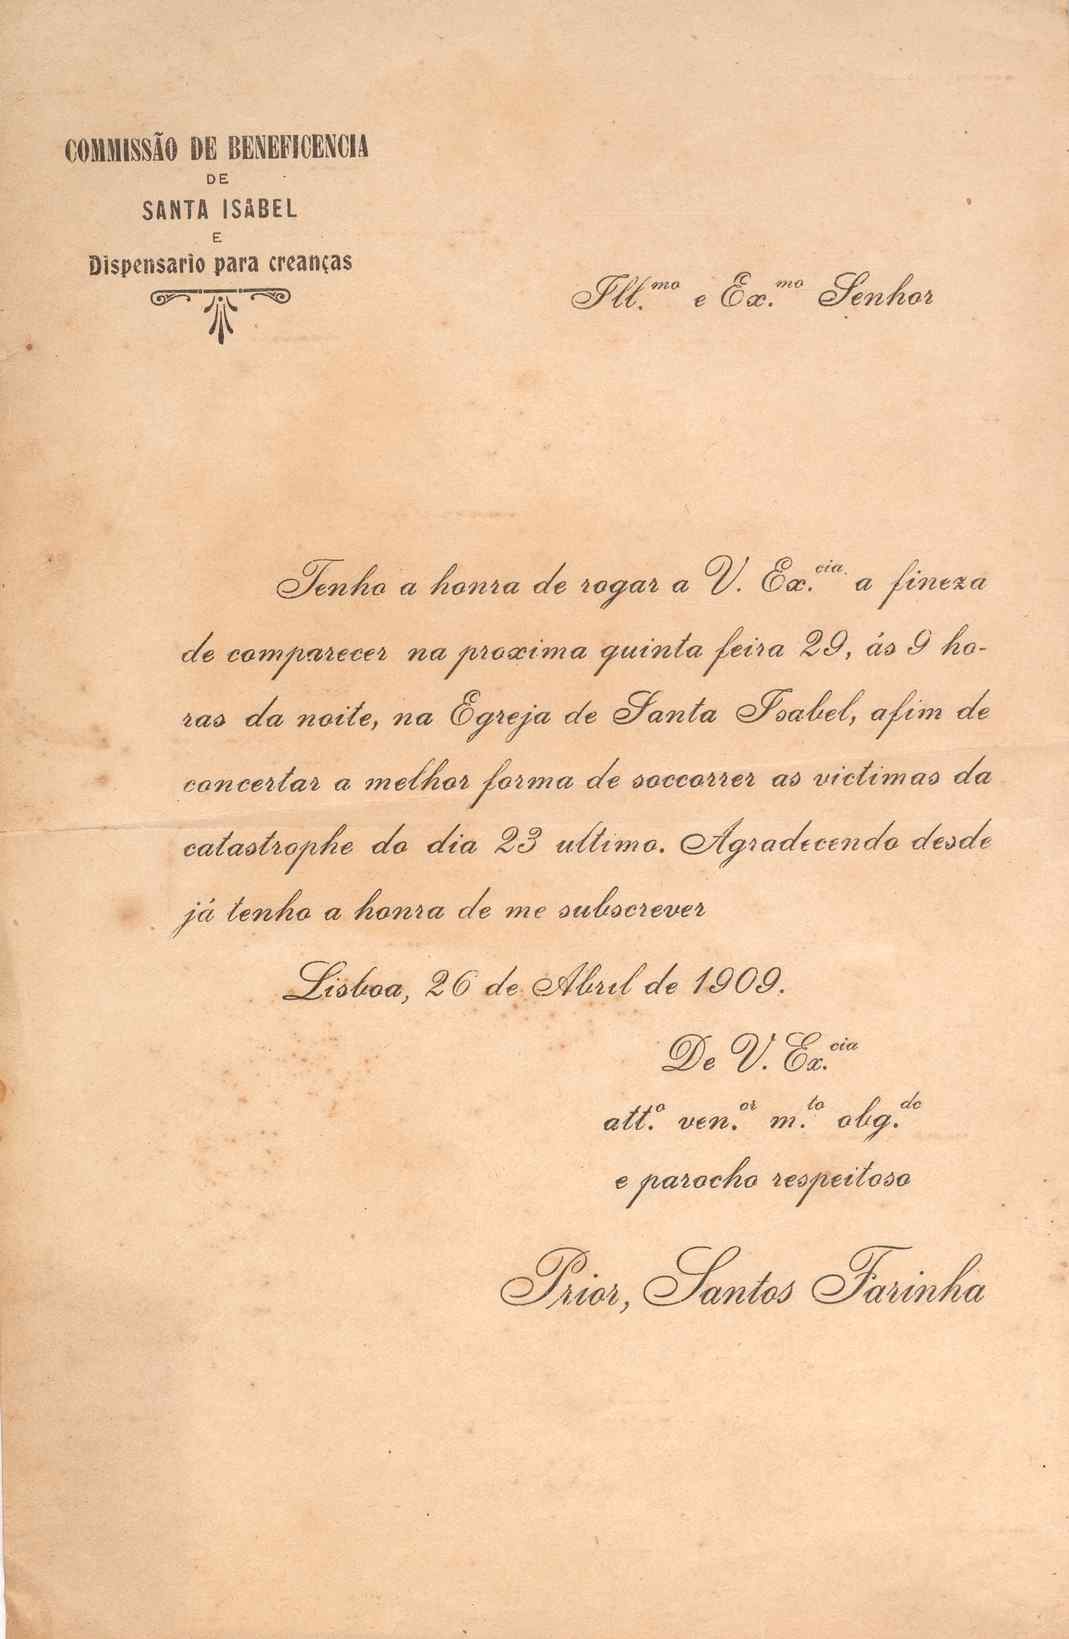 COMMISSÃO DE BENEFICENCIA
DE
SANTA ISABEL
E
Dispensario para creanças
Ill.mo e Ex.mo Senhor
Tenho a honra de rogar a V. Ex.cia a fineza
de comparecer na proxima quinta feira 29, ás 9 ho-
ras da noite, na Egreja de Santa Isabel, afim de
concertar a melhor forma de soccorrer as victimas da
catastrophe do dia 23 ultimo. Agradecendo desde
já tenho a honra de me subscrever
Lisboa, 26 de Abril de 1909.
De V. Ex.cia
att.o ven.or m.to obg.do
e parocho respeitoso
Prior, Santos Farinha